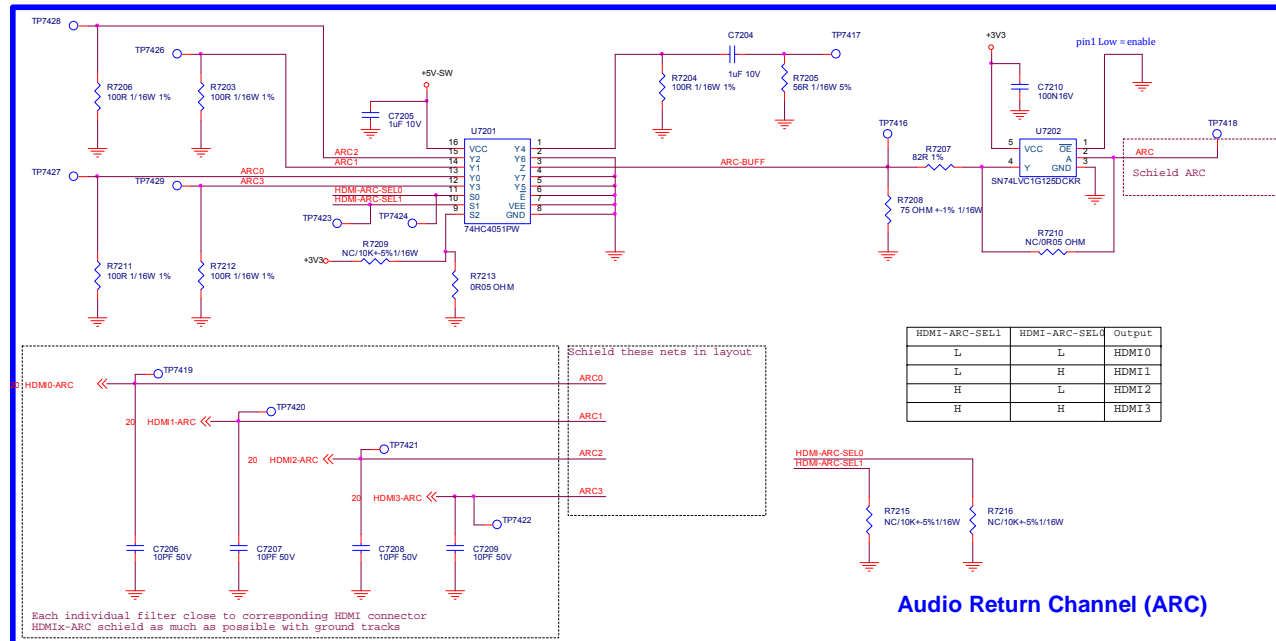 TP7428
TP7426
R7206
100R 1/16W 1%
R7203
100R 1/16W 1%
+5V-SW
C7205
1uF 10V
C7204
1uF 10V
TP7417
R7204
100R 1/16W 1%
R7205
56R 1/16W 5%
+3V3
pin1 Low = enable
C7210
100N16V
U7201
16 VCC Y4 1
15 Y2 Y6 2
14 Y1 Z 3
13 Y0 Y7 4
12 Y3 Y5 5
11 S0 E 6
10 S1 VEE 7
9 S2 GND 8
74HC4051PW
ARC2
ARC1
ARC0
ARC3
HDMI-ARC-SEL0
HDMI-ARC-SEL1
TP7427
TP7429
TP7423
TP7424
ARC-BUFF
TP7416
R7207
82R 1%
U7202
5 VCC OE 1
A 2
4 Y GND 3
SN74LVC1G125DCKR
TP7418
ARC
Schield ARC
R7208
75 OHM +-1% 1/16W
R7210
NC/0R05 OHM
R7209
NC/10K+-5%1/16W
+3V3
R7213
0R05 OHM
R7211
100R 1/16W 1%
R7212
100R 1/16W 1%
HDMI-ARC-SEL1 HDMI-ARC-SEL0 Output
L L HDMI0
L H HDMI1
H L HDMI2
H H HDMI3
Schield these nets in layout
TP7419
20 HDMI0-ARC
ARC0
TP7420
20 HDMI1-ARC
ARC1
TP7421
20 HDMI2-ARC
ARC2
20 HDMI3-ARC
ARC3
TP7422
C7206
10PF 50V
C7207
10PF 50V
C7208
10PF 50V
C7209
10PF 50V
HDMI-ARC-SEL0
HDMI-ARC-SEL1
R7215
NC/10K+-5%1/16W
R7216
NC/10K+-5%1/16W
Each individual filter close to corresponding HDMI connector
HDMIx-ARC schield as much as possible with ground tracks
Audio Return Channel (ARC)